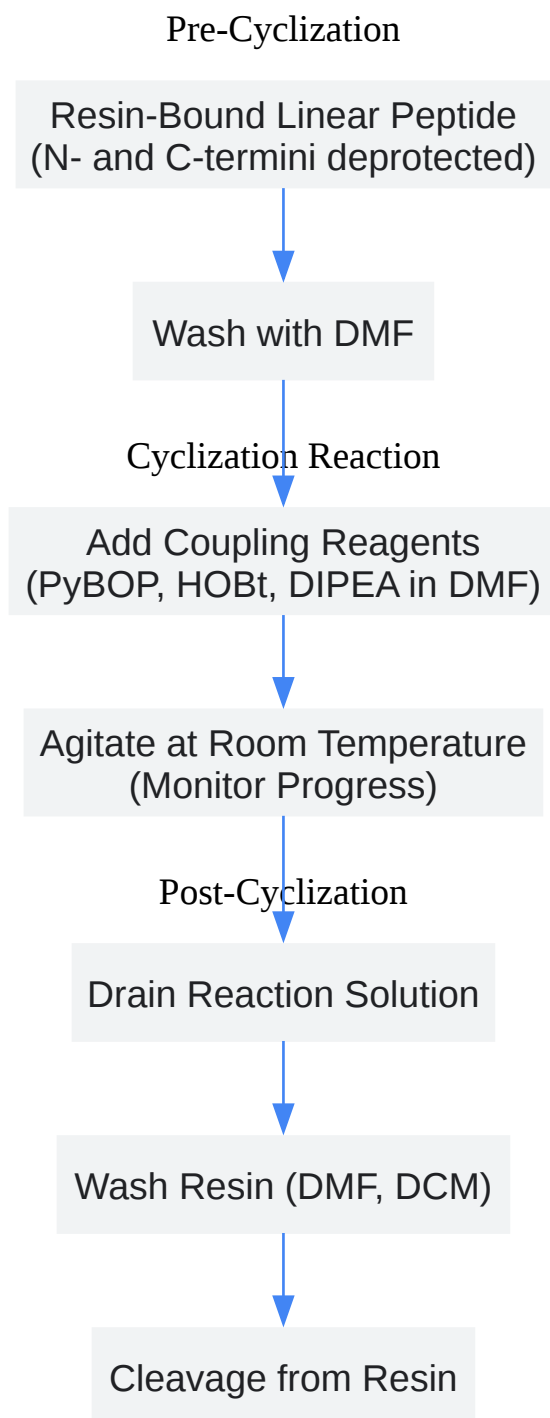 Pre-Cyclization
Resin-Bound Linear Peptide
(N- and C-termini deprotected)
Wash with DMF
Cyclization Reaction
Add Coupling Reagents
(PyBOP, HOBt, DIPEA in DMF)
Agitate at Room Temperature
(Monitor Progress)
Post-Cyclization
Drain Reaction Solution
Wash Resin (DMF, DCM)
Cleavage from Resin